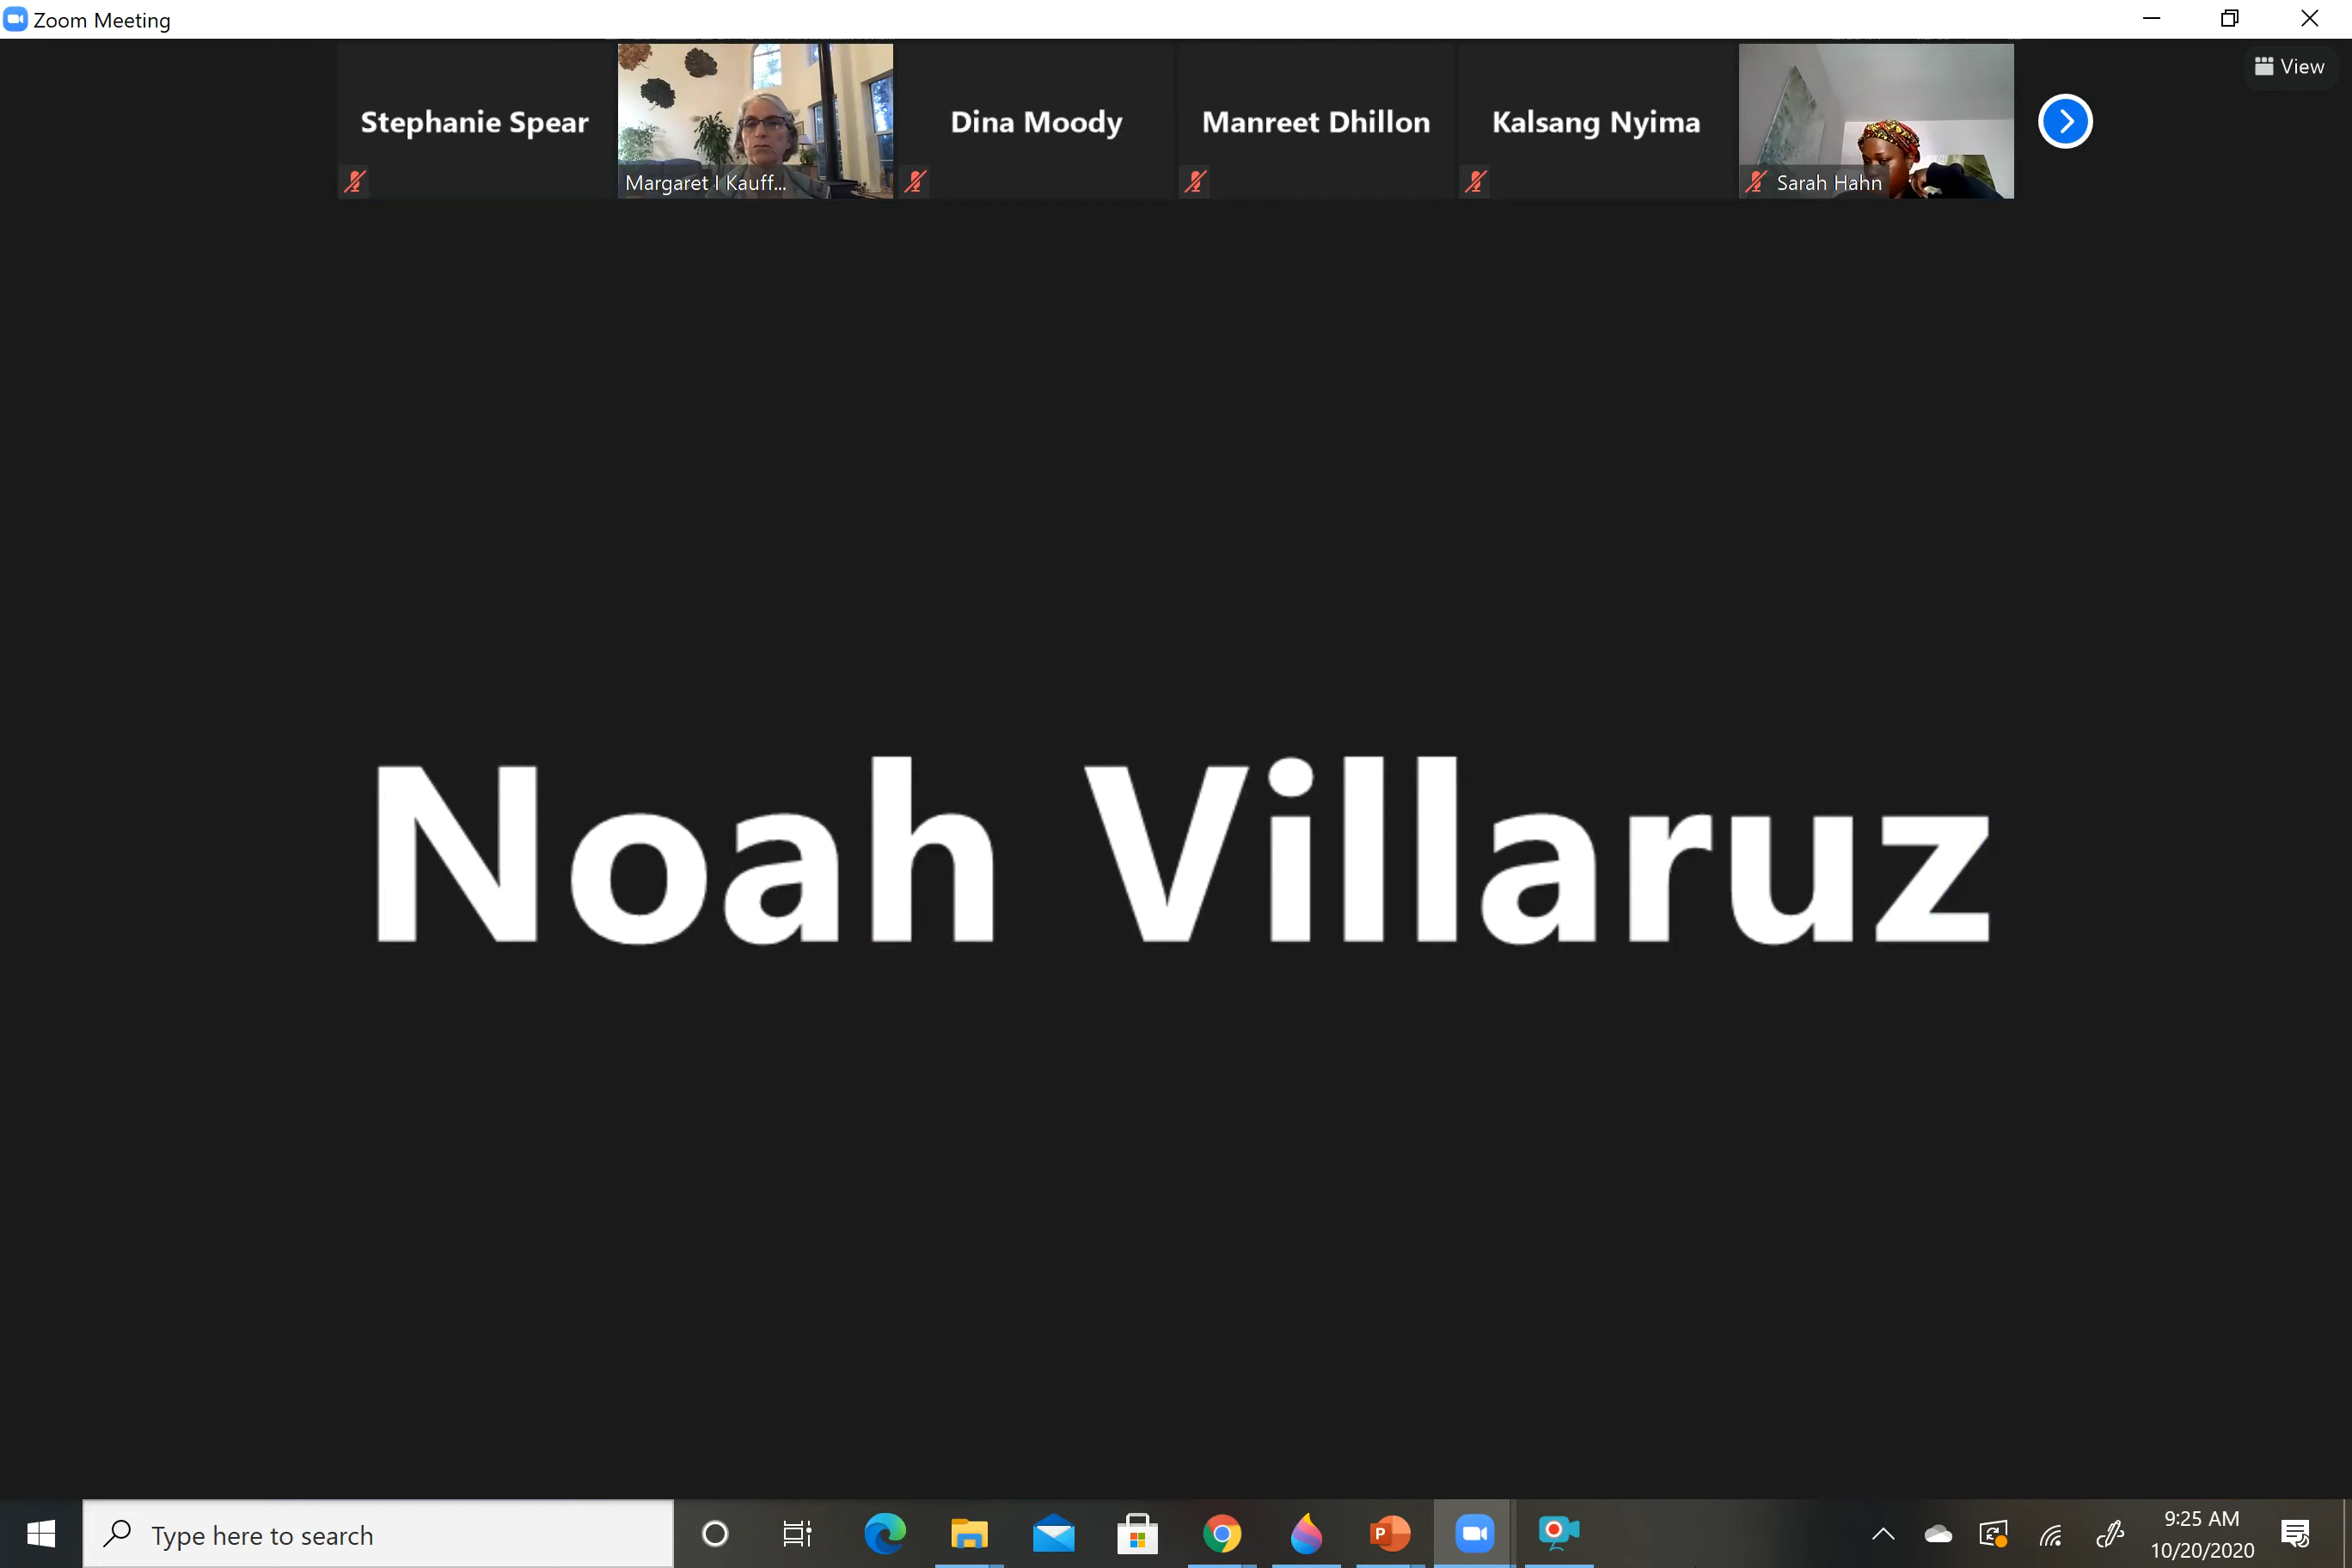 Zoom Meeting
View
Stephanie Spear
Margaret I Kauff...
Dina Moody
Manreet Dhillon
Kalsang Nyima
Sarah Hahn
Noah Villaruz
Type here to search
P
9:25 AM
10/20/2020